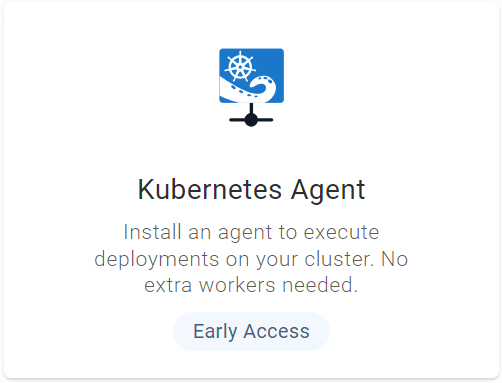 Kubernetes Agent
Install an agent to execute
deployments on your cluster. No
extra workers needed.
Early Access